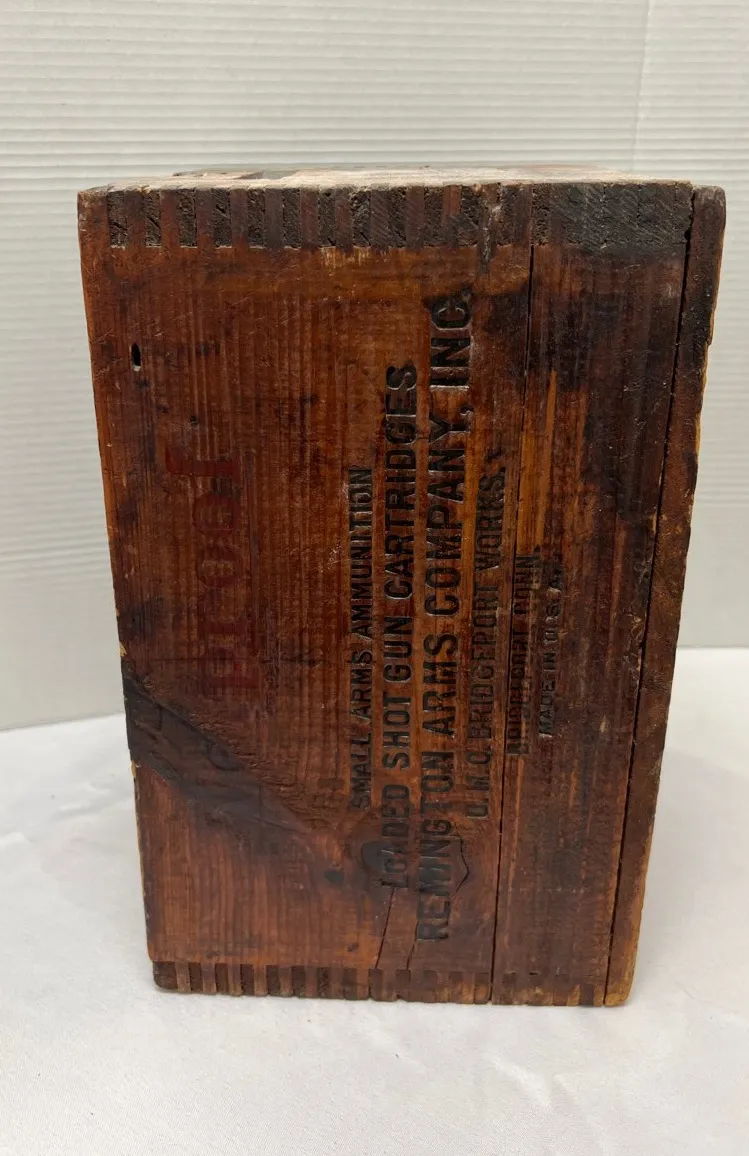 SMALL ARMS AMMUNITION
LOADED SHOT GUN CARTRIDGES
REMINGTON ARMS COMPANY, INC.
U.M.C. BRIDGEPORT WORKS.
BRIDGEPORT CONN.
MADE IN U.S.A.